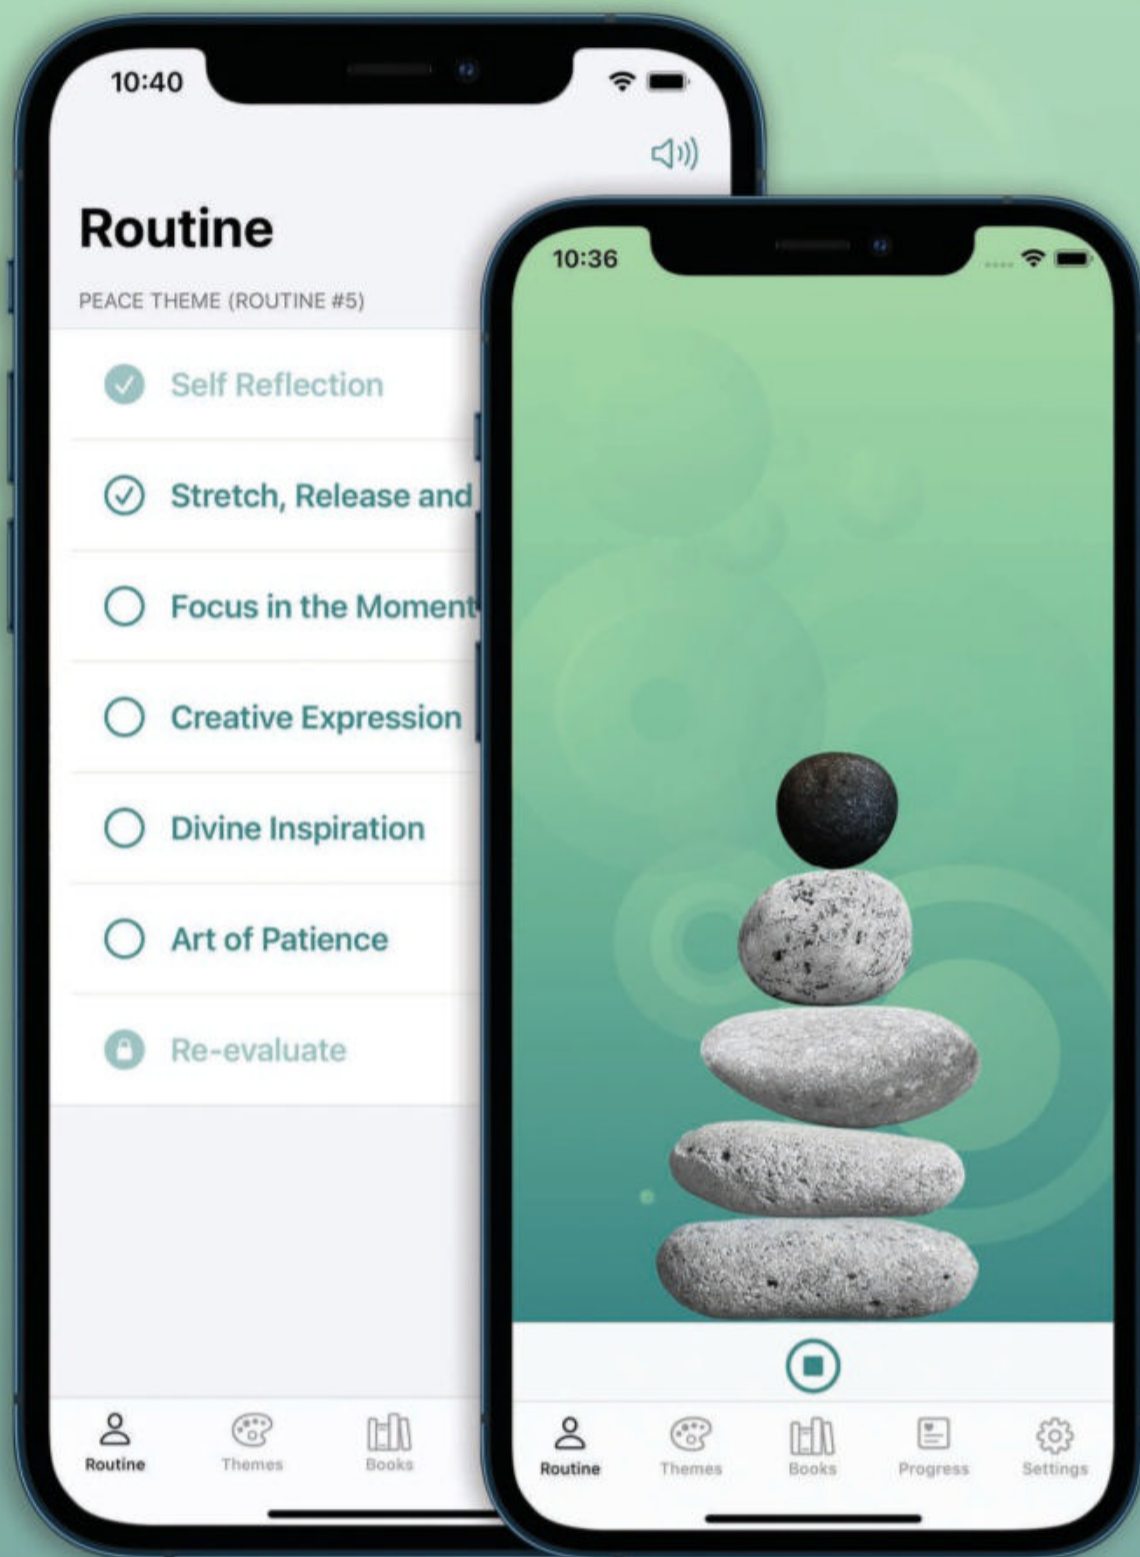 10:40
Routine
PEACE THEME (ROUTINE #5)
Self Reflection
Stretch, Release and
Focus in the Moment
Creative Expression
Divine Inspiration
Art of Patience
Re-evaluate
Routine
Themes
Books
10:36
Routine
Themes
Books
Progress
Settings